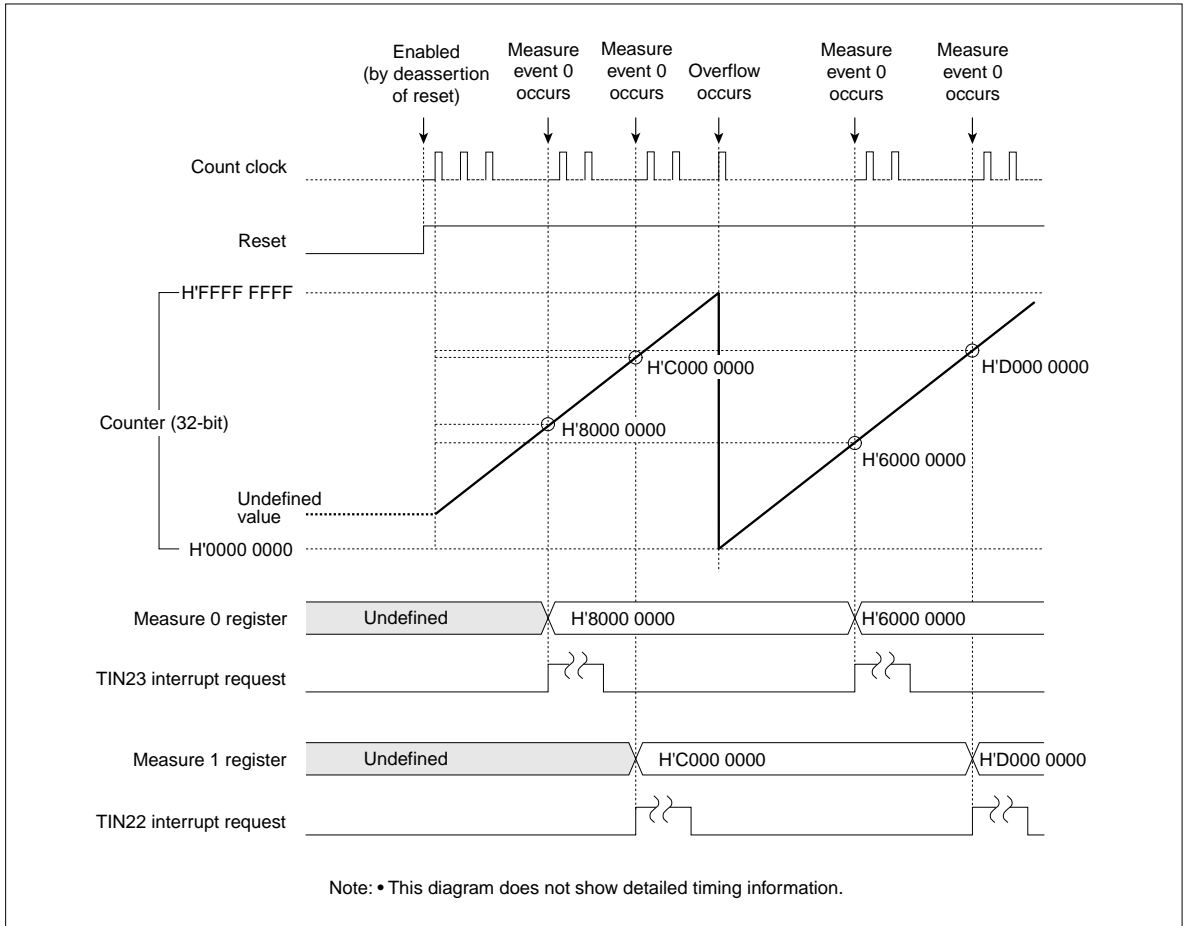 Enabled
(by deassertion
of reset)
Measure
event 0
occurs
Measure
event 0
occurs
Overflow
occurs
Measure
event 0
occurs
Measure
event 0
occurs
Count clock
Reset
H'FFFF FFFF
H'C000 0000
H'D000 0000
Counter (32-bit)
H'8000 0000
H'6000 0000
Undefined
value
H'0000 0000
Measure 0 register
Undefined
H'8000 0000
H'6000 0000
TIN23 interrupt request
Measure 1 register
Undefined
H'C000 0000
H'D000 0000
TIN22 interrupt request
Note: • This diagram does not show detailed timing information.